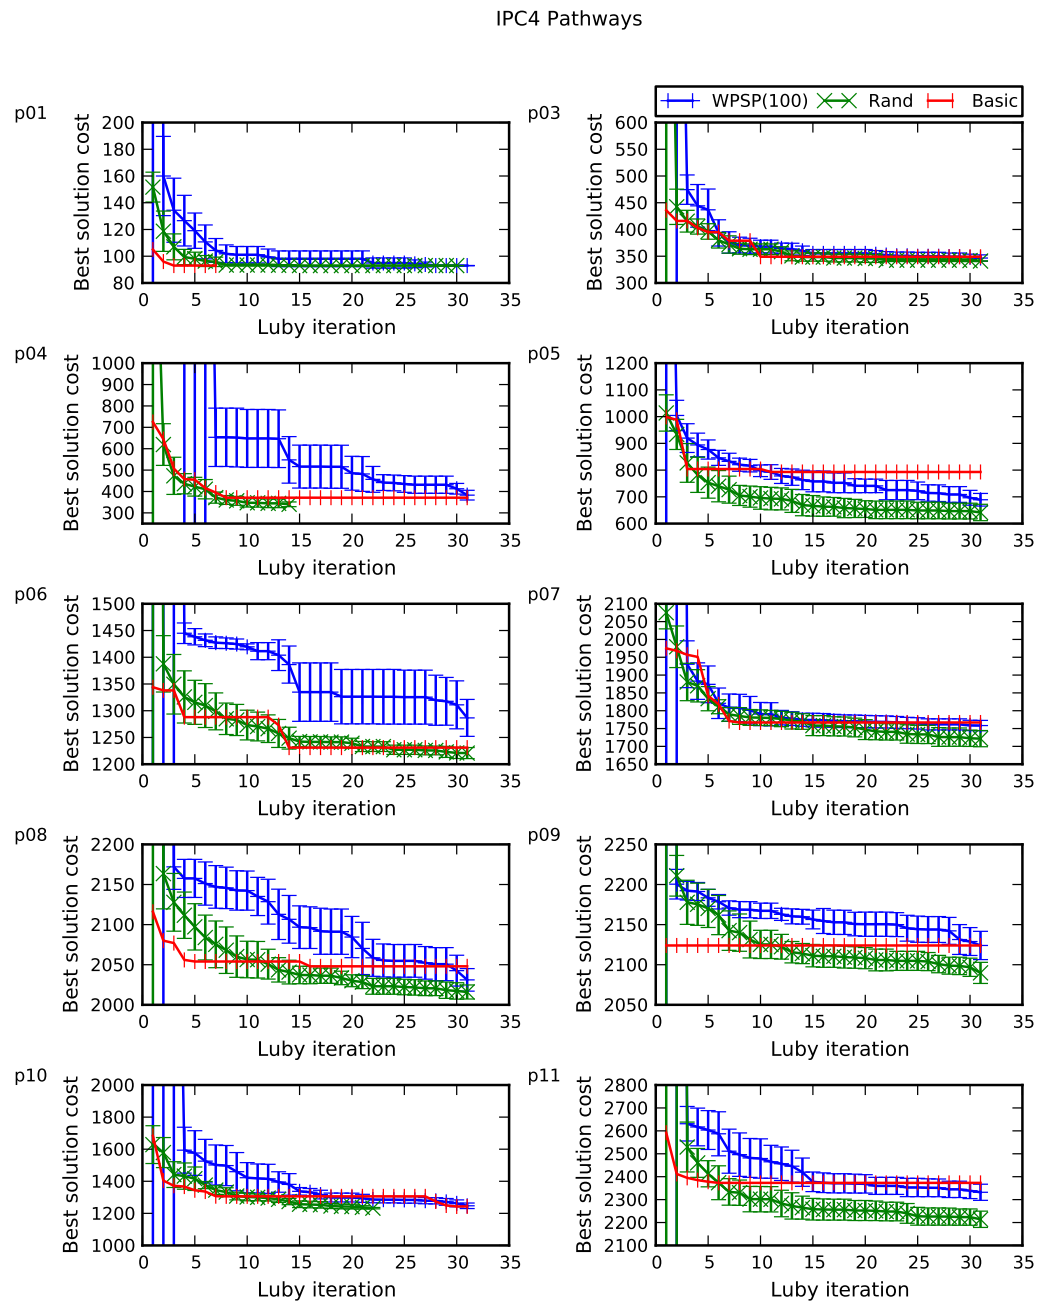 IPC4 Pathways
WPSP(100) Rand Basic
p01
Best solution cost
200
180
160
140
120
100
80
0 5 10 15 20 25 30 35
Luby iteration
p03
Best solution cost
600
550
500
450
400
350
300
0 5 10 15 20 25 30 35
Luby iteration
p04
Best solution cost
1000
900
800
700
600
500
400
300
0 5 10 15 20 25 30 35
Luby iteration
p05
Best solution cost
1200
1100
1000
900
800
700
600
0 5 10 15 20 25 30 35
Luby iteration
p06
Best solution cost
1500
1450
1400
1350
1300
1250
1200
0 5 10 15 20 25 30 35
Luby iteration
p07
Best solution cost
2100
2050
2000
1950
1900
1850
1800
1750
1700
1650
0 5 10 15 20 25 30 35
Luby iteration
p08
Best solution cost
2200
2150
2100
2050
2000
0 5 10 15 20 25 30 35
Luby iteration
p09
Best solution cost
2250
2200
2150
2100
2050
0 5 10 15 20 25 30 35
Luby iteration
p10
Best solution cost
2000
1800
1600
1400
1200
1000
0 5 10 15 20 25 30 35
Luby iteration
p11
Best solution cost
2800
2700
2600
2500
2400
2300
2200
2100
0 5 10 15 20 25 30 35
Luby iteration